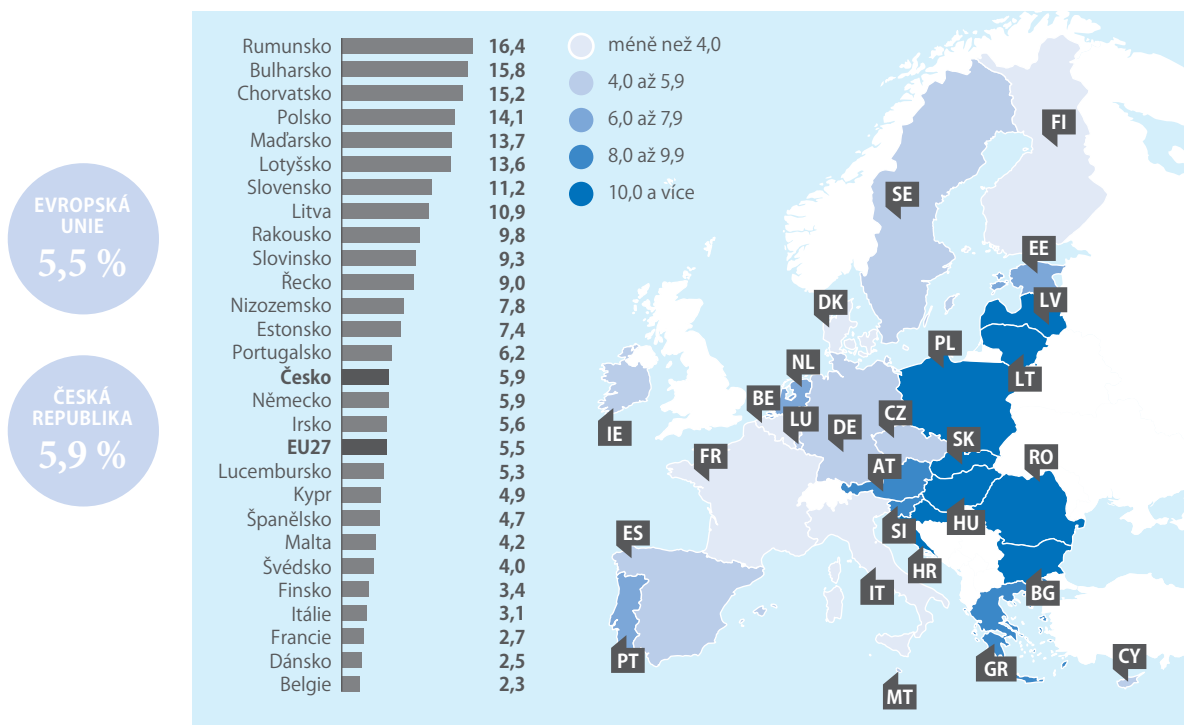 EVROPSKÁ
UNIE
5,5 %
ČESKÁ
REPUBLIKA
5,9 %
Rumunsko 16,4
Bulharsko 15,8
Chorvatsko 15,2
Polsko 14,1
Maďarsko 13,7
Lotyšsko 13,6
Slovensko 11,2
Litva 10,9
Rakousko 9,8
Slovinsko 9,3
Řecko 9,0
Nizozemsko 7,8
Estonsko 7,4
Portugalsko 6,2
Česko 5,9
Německo 5,9
Irsko 5,6
EU27 5,5
Lucembursko 5,3
Kypr 4,9
Španělsko 4,7
Malta 4,2
Švédsko 4,0
Finsko 3,4
Itálie 3,1
Francie 2,7
Dánsko 2,5
Belgie 2,3
méně než 4,0
4,0 až 5,9
6,0 až 7,9
8,0 až 9,9
10,0 a více
FI
SE
EE
LV
DK
PL
NL
LT
BE
LU
DE
CZ
IE
SK
FR
AT
RO
SI
HU
ES
HR
IT
BG
PT
GR
CY
MT